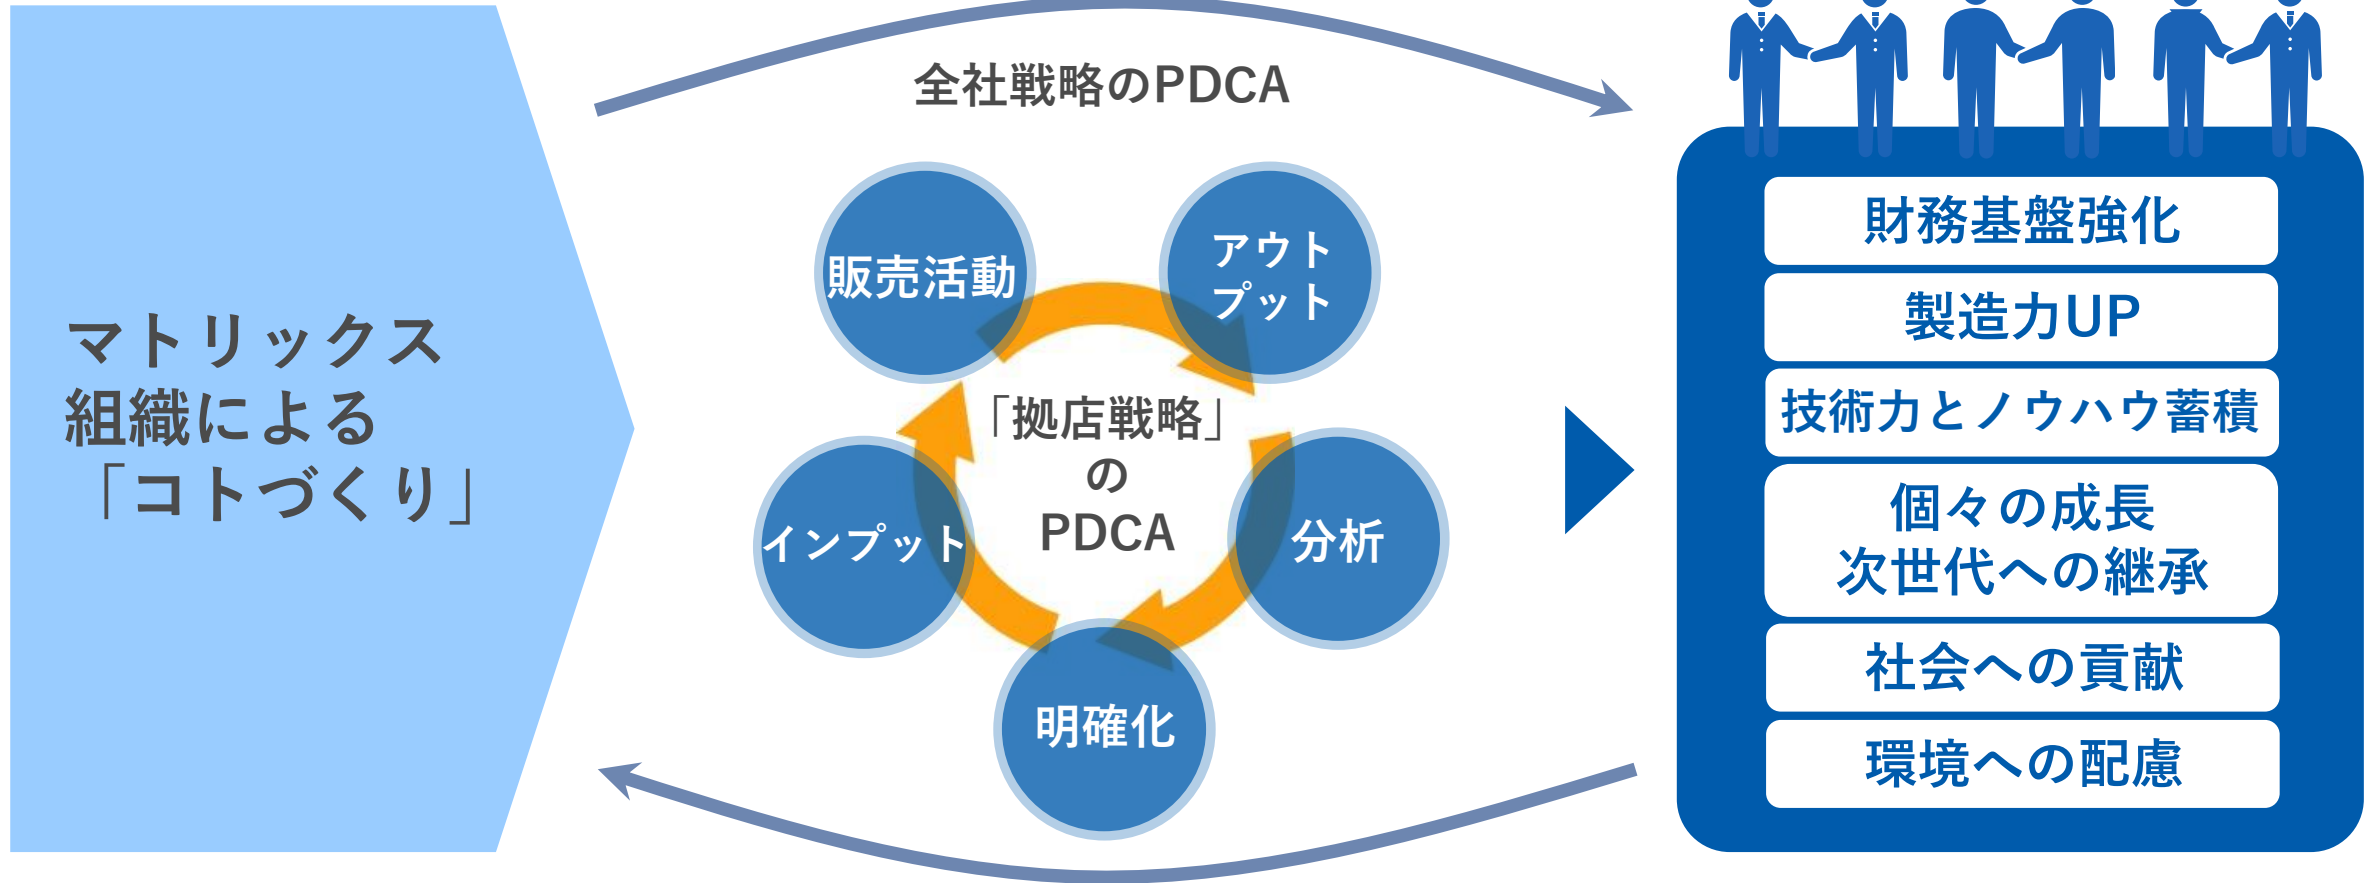 マトリックス
組織による
「コトづくり」
全社戦略のPDCA
販売活動
アウト
プット
分析
明確化
インプット
「拠店戦略」
の
PDCA
財務基盤強化
製造力UP
技術力とノウハウ蓄積
個々の成長
次世代への継承
社会への貢献
環境への配慮